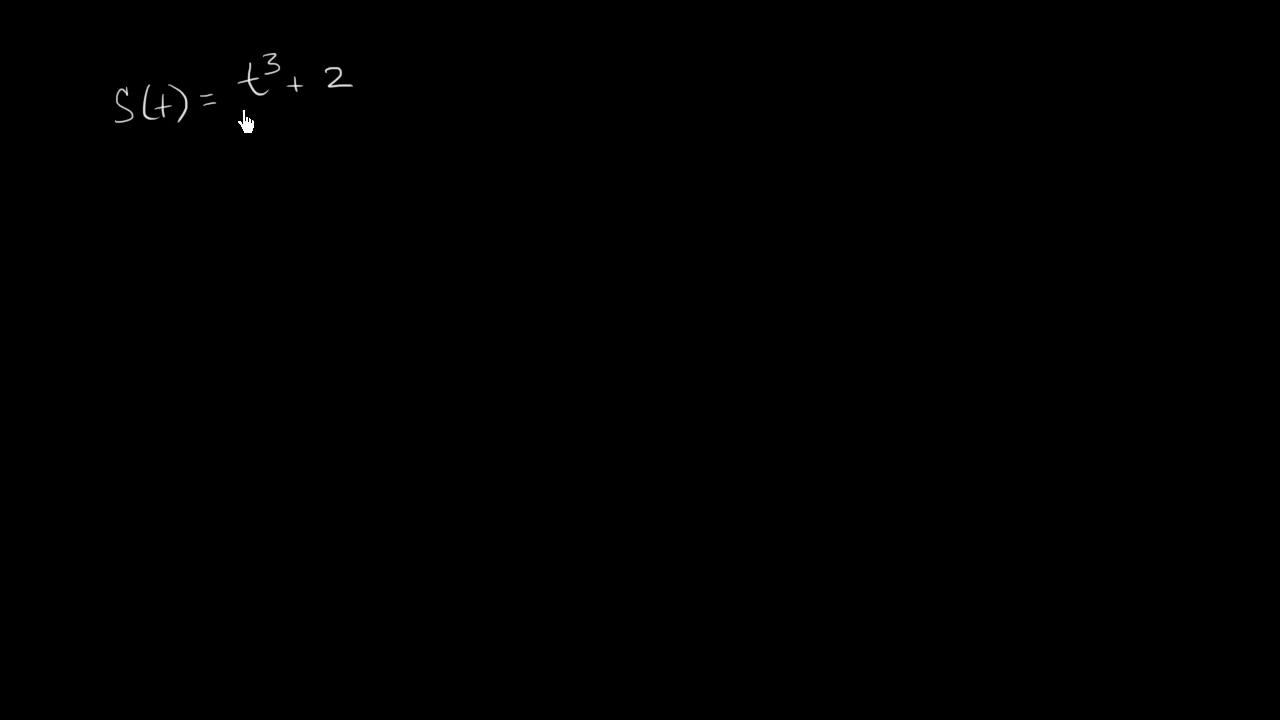 S(t) = t³ + 2